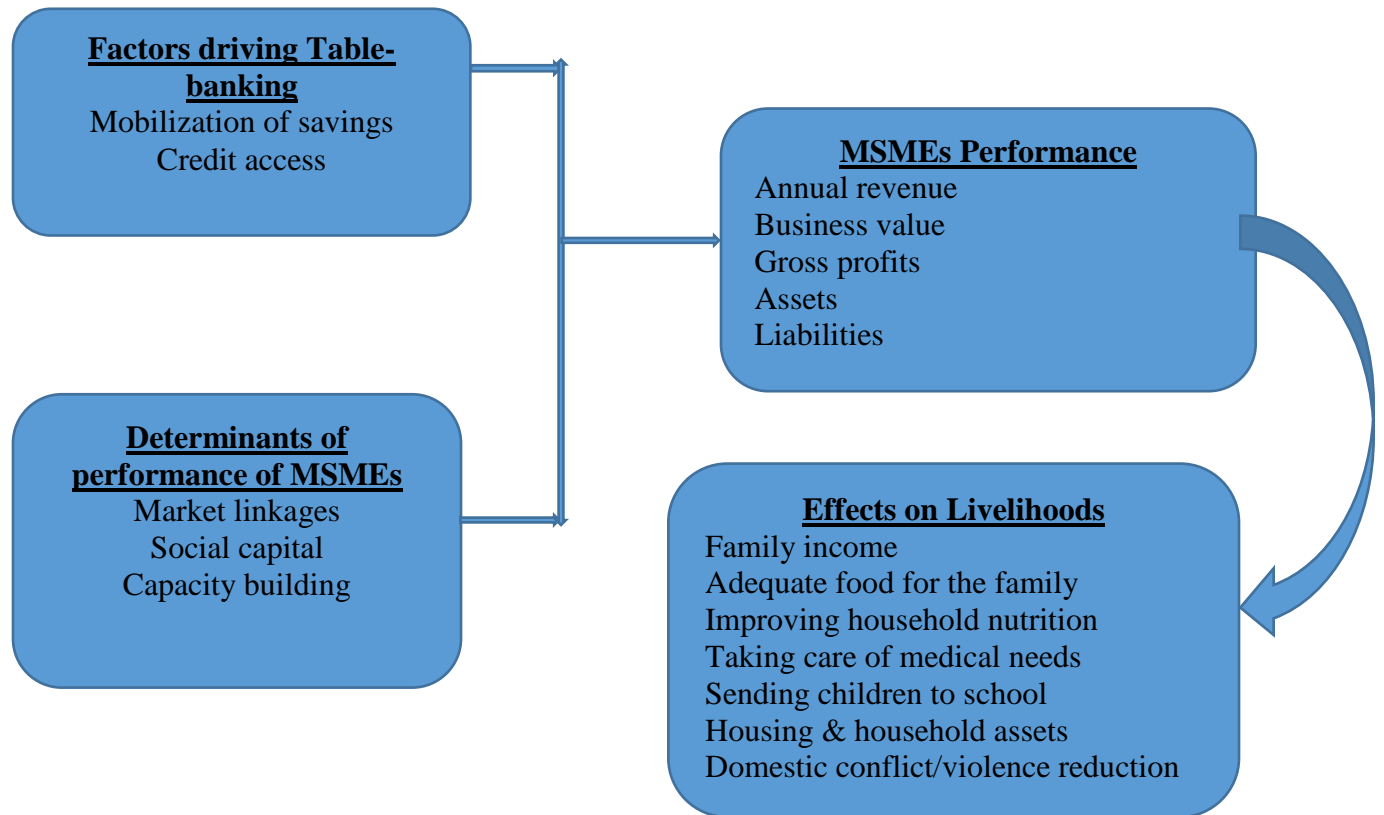 Factors driving Table-
banking
Mobilization of savings
Credit access
MSMEs Performance
Annual revenue
Business value
Gross profits
Assets
Liabilities
Determinants of
performance of MSMEs
Market linkages
Social capital
Capacity building
Effects on Livelihoods
Family income
Adequate food for the family
Improving household nutrition
Taking care of medical needs
Sending children to school
Housing & household assets
Domestic conflict/violence reduction